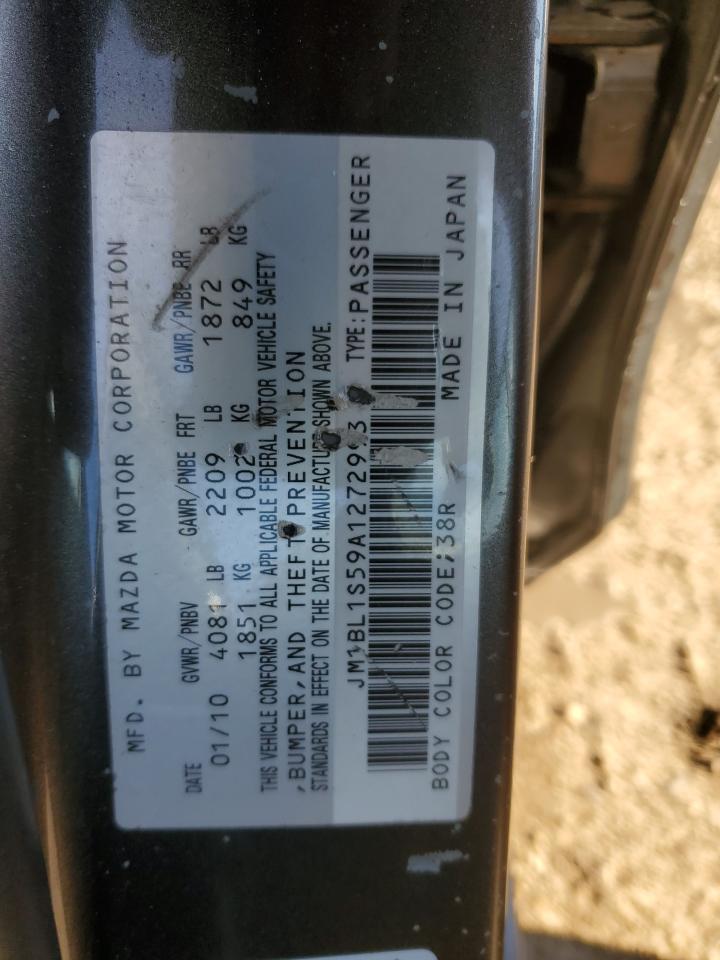 MFD. BY MAZDA MOTOR CORPORATION
DATE GVWR/PNBV GAWR/PNBE FRT GAWR/PNBE RR
01/10 4081 LB 2209 LB 1872 LB
1851 KG 1002 KG 849 KG
THIS VEHICLE CONFORMS TO ALL APPLICABLE FEDERAL MOTOR VEHICLE SAFETY
,BUMPER,AND THEFT PREVENTION
STANDARDS IN EFFECT ON THE DATE OF MANUFACTURE SHOWN ABOVE.
JM1BL1S59A1272993 TYPE:PASSENGER
BODY COLOR CODE:38R MADE IN JAPAN